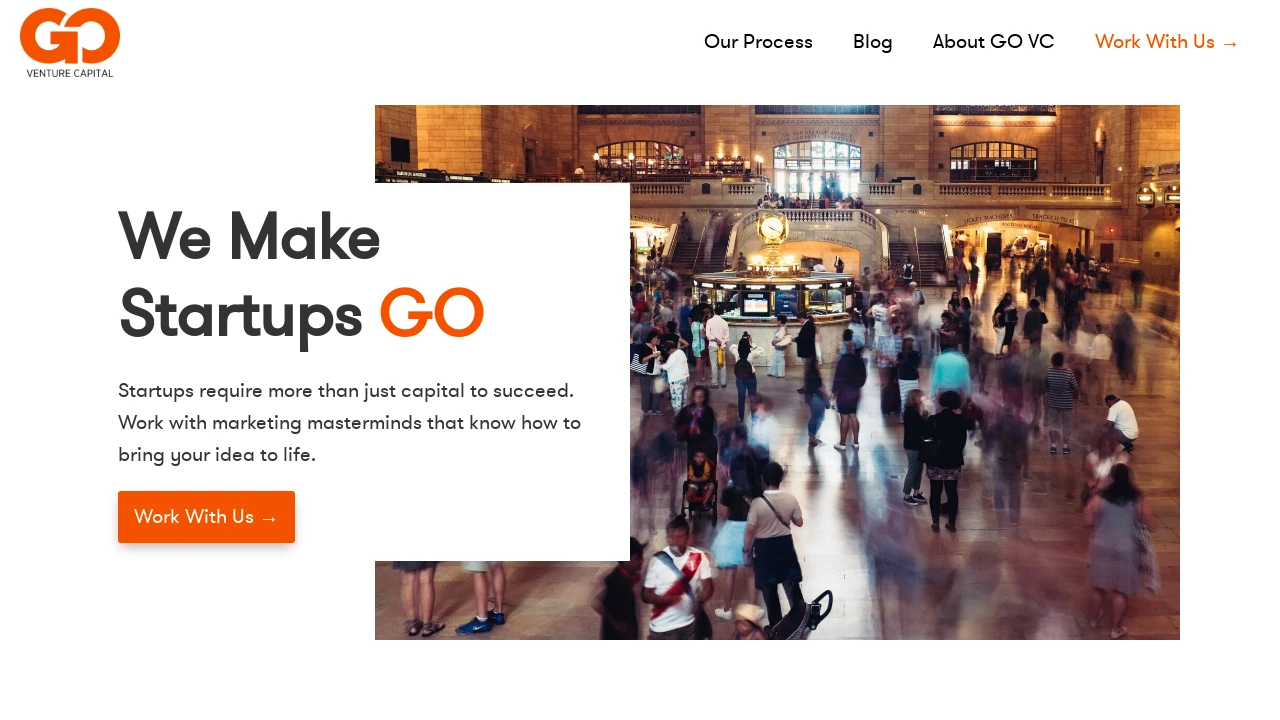 GO
VENTURE CAPITAL
Our Process
Blog
About GO VC
Work With Us →
We Make
Startups GO
Startups require more than just capital to succeed.
Work with marketing masterminds that know how to
bring your idea to life.
Work With Us →